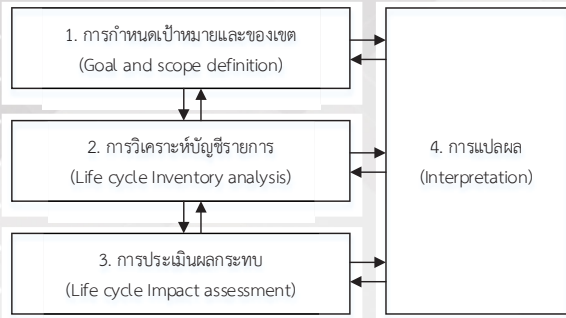 1. การกำหนดเป้าหมายและของเขต
(Goal and scope definition)
2. การวิเคราะห์บัญชีรายการ
(Life cycle Inventory analysis)
3. การประเมินผลกระทบ
(Life cycle Impact assessment)
4. การแปลผล
(Interpretation)